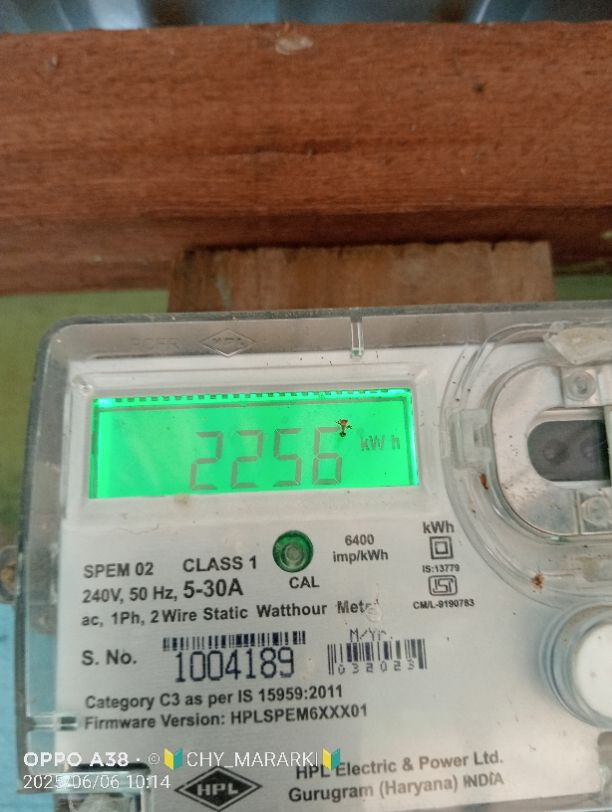 HPL
2256 kWh
6400
imp/kWh
kWh
SPEM 02 CLASS 1
CAL
IS:13779
240V, 50 Hz, 5-30A
CM/L-9190783
ac, 1Ph, 2 Wire Static Watthour Meter
M/Yr.
S. No. 1004189
032023
Category C3 as per IS 15959:2011
Firmware Version: HPLSPEM6XXX01
OPPO A38 · ©🔰CHY_MARARKI🔰
2025/06/06 10:14
HPL
HPL Electric & Power Ltd.
Gurugram (Haryana) INDIA